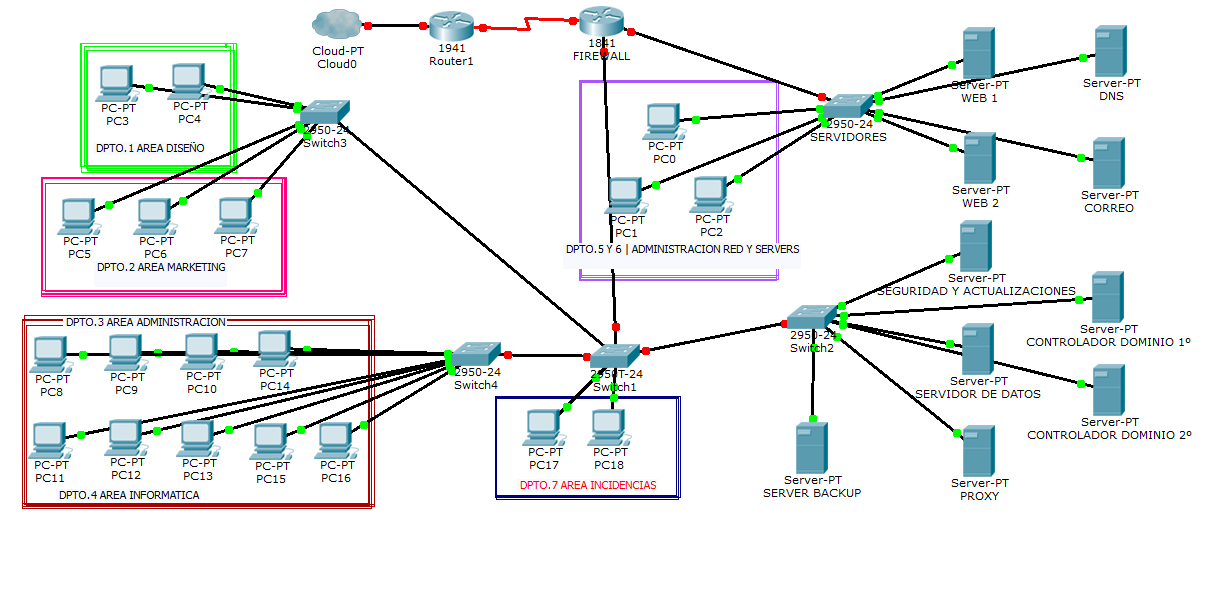 Cloud-PT
Cloud0
1941
Router1
1841
FIREWALL
PC-PT
PC3
PC-PT
PC4
DPTO.1 AREA DISEÑO
2950-24
Switch3
PC-PT
PC5
PC-PT
PC6
PC-PT
PC7
DPTO.2 AREA MARKETING
PC-PT
PC0
PC-PT
PC1
PC-PT
PC2
DPTO.5 Y 6 | ADMINISTRACION RED Y SERVERS
2950-24
SERVIDORES
Server-PT
WEB 1
Server-PT
DNS
Server-PT
WEB 2
Server-PT
CORREO
Server-PT
SEGURIDAD Y ACTUALIZACIONES
Server-PT
CONTROLADOR DOMINIO 1º
2950-24
Switch2
Server-PT
SERVIDOR DE DATOS
Server-PT
CONTROLADOR DOMINIO 2º
Server-PT
SERVER BACKUP
Server-PT
PROXY
DPTO.3 AREA ADMINISTRACION
PC-PT
PC8
PC-PT
PC9
PC-PT
PC10
PC-PT
PC14
2950-24
Switch4
2950T-24
Switch1
PC-PT
PC11
PC-PT
PC12
PC-PT
PC13
PC-PT
PC15
PC-PT
PC16
DPTO.4 AREA INFORMATICA
PC-PT
PC17
PC-PT
PC18
DPTO.7 AREA INCIDENCIAS